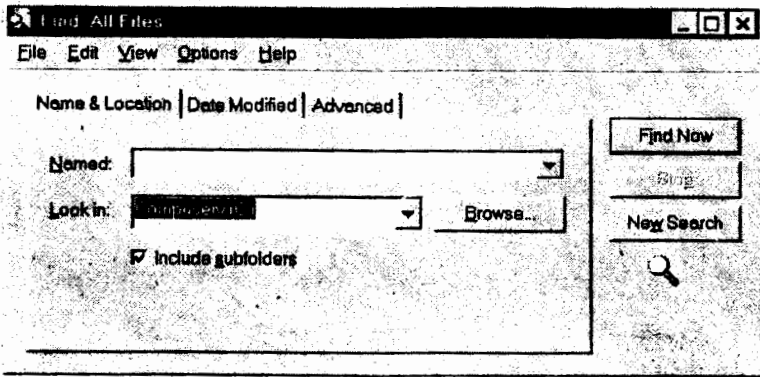 Find: All Files
File Edit View Options Help
Name & Location Date Modified Advanced
Named:
Look in:
Browse...
Include subfolders
Find Now
Stop
New Search